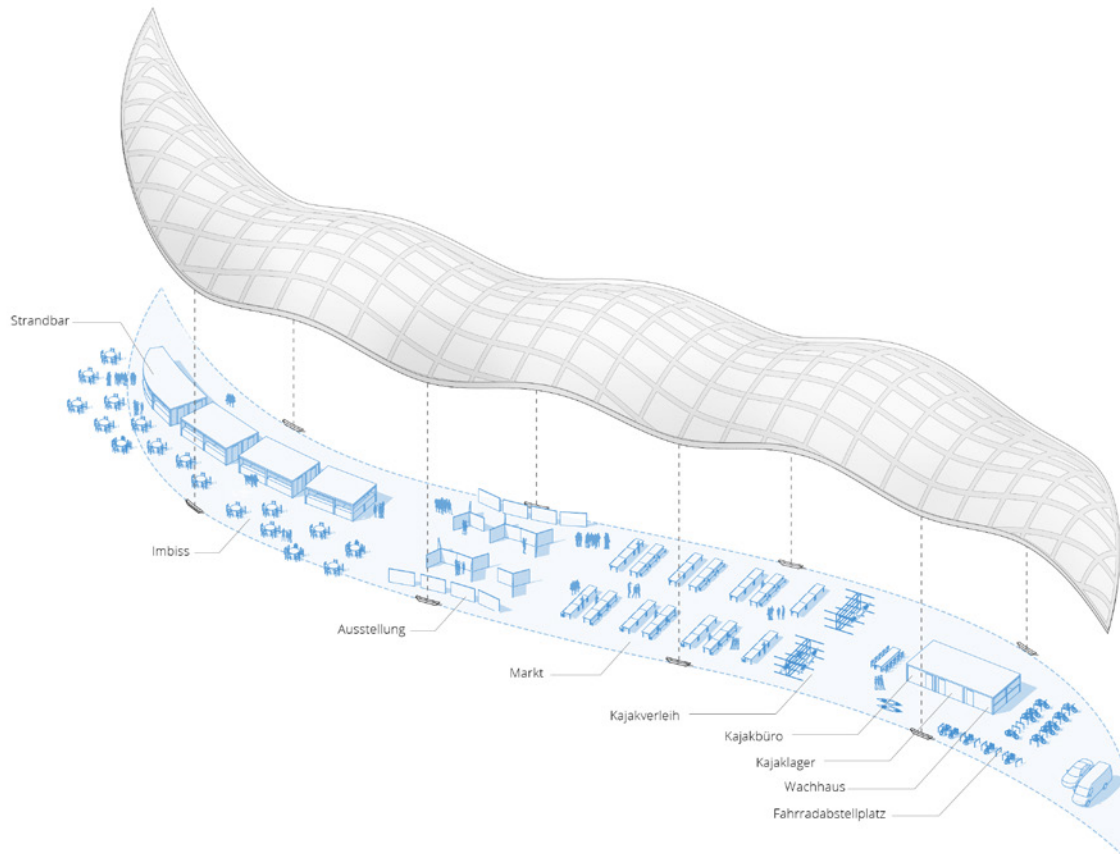 Strandbar
Imbiss
Ausstellung
Markt
Kajakverleih
Kajakbüro
Kajaklager
Wachhaus
Fahrradabstellplatz